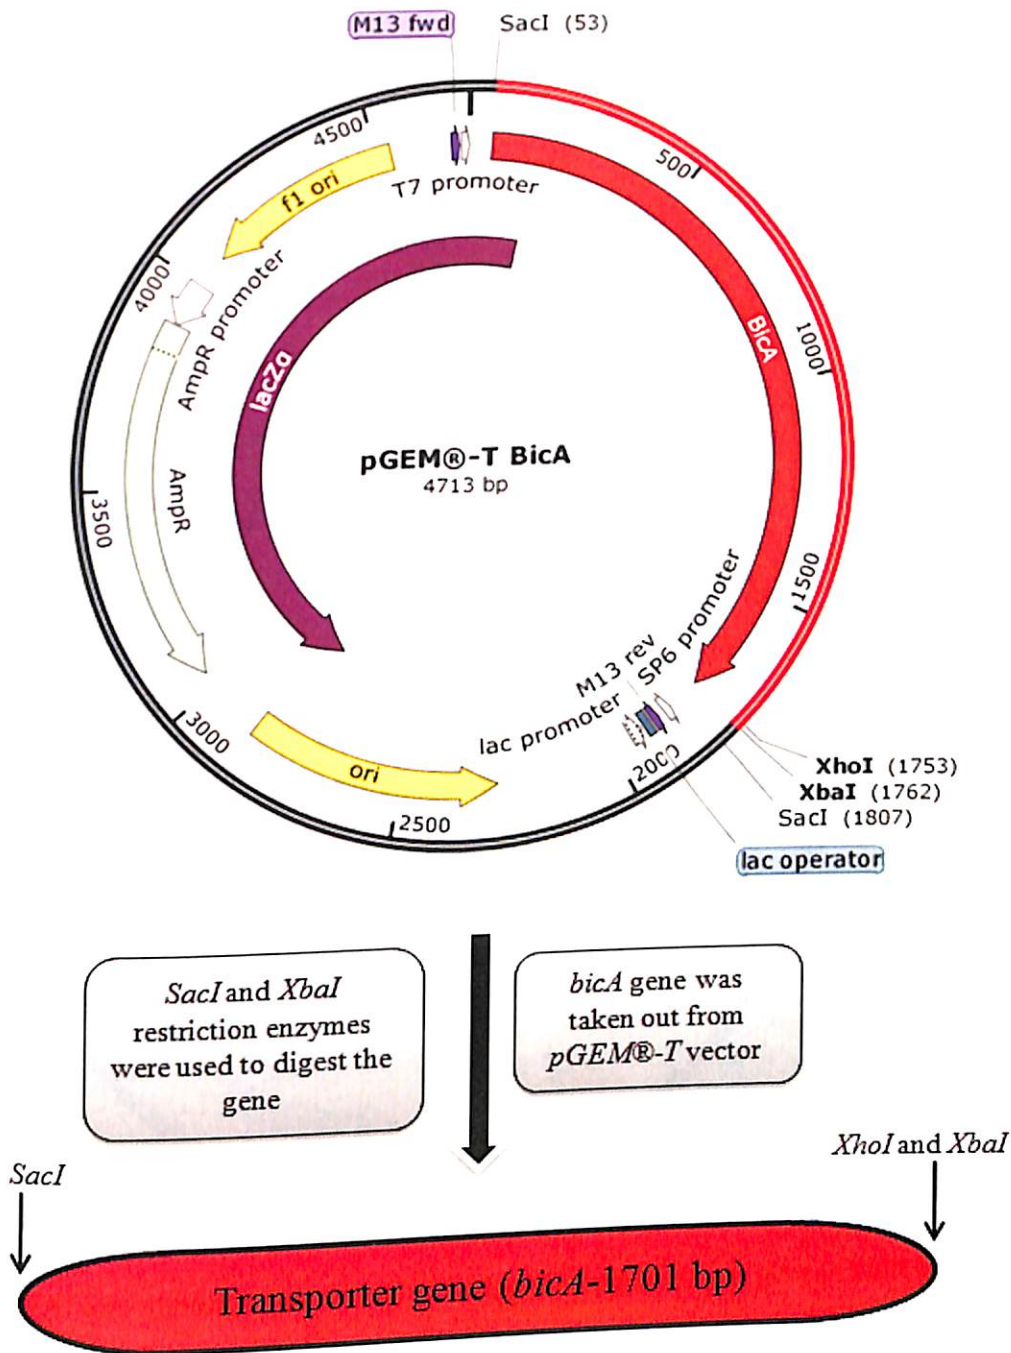 M13 fwd
SacI (53)
4500
500
T7 promoter
f1 ori
4000
AmpR promoter
BicA
1000
lacZα
pGEM®-T BicA
4713 bp
3500
AmpR
1500
SP6 promoter
M13 rev
lac promoter
3000
2000
ori
2500
XhoI (1753)
XbaI (1762)
SacI (1807)
lac operator
SacI and XbaI
restriction enzymes
were used to digest the
gene
bicA gene was
taken out from
pGEM®-T vector
SacI
XhoI and XbaI
Transporter gene (bicA-1701 bp)